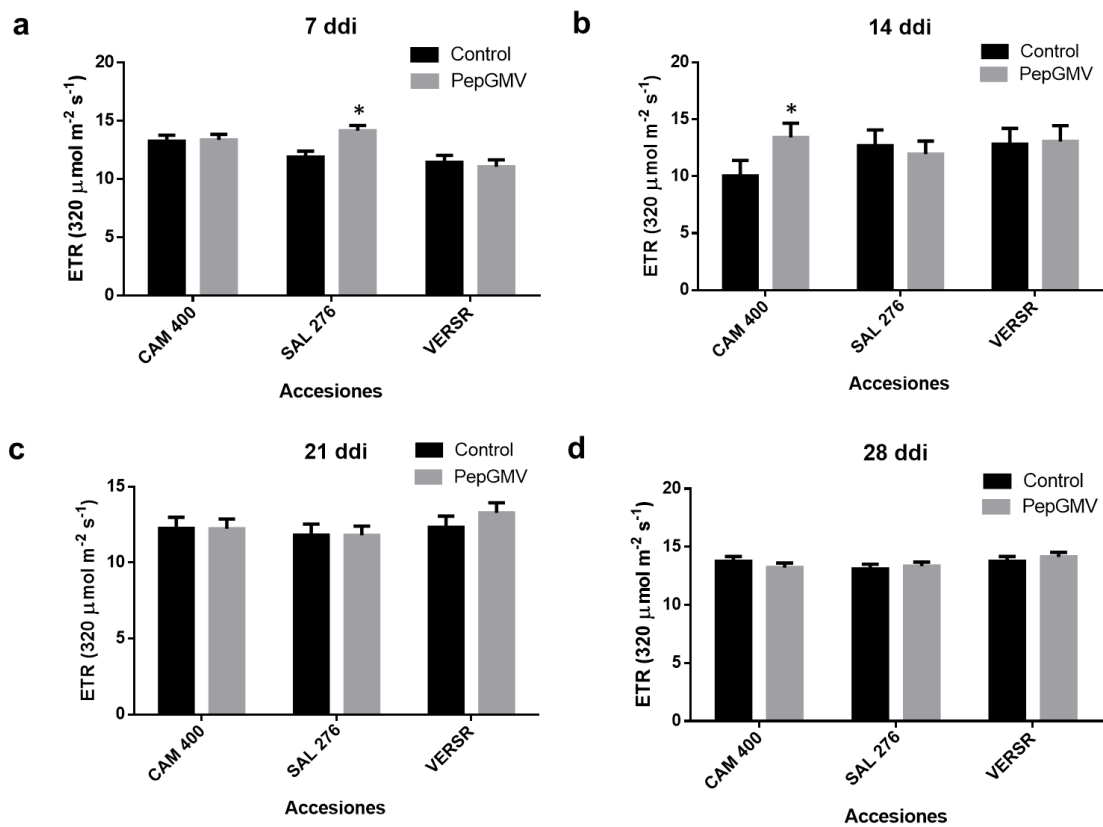 a
7 ddi
Control
PepGMV
ETR (320 µmol m⁻² s⁻¹)
20
15
10
5
0
*
CAM 400
SAL 276
VERSR
Accesiones
b
14 ddi
Control
PepGMV
ETR (320 µmol m⁻² s⁻¹)
20
15
10
5
0
*
CAM 400
SAL 276
VERSR
Accesiones
c
21 ddi
Control
PepGMV
ETR (320 µmol m⁻² s⁻¹)
15
10
5
0
CAM 400
SAL 276
VERSR
Accesiones
d
28 ddi
Control
PepGMV
ETR (320 µmol m⁻² s⁻¹)
20
15
10
5
0
CAM 400
SAL 276
VERSR
Accesiones